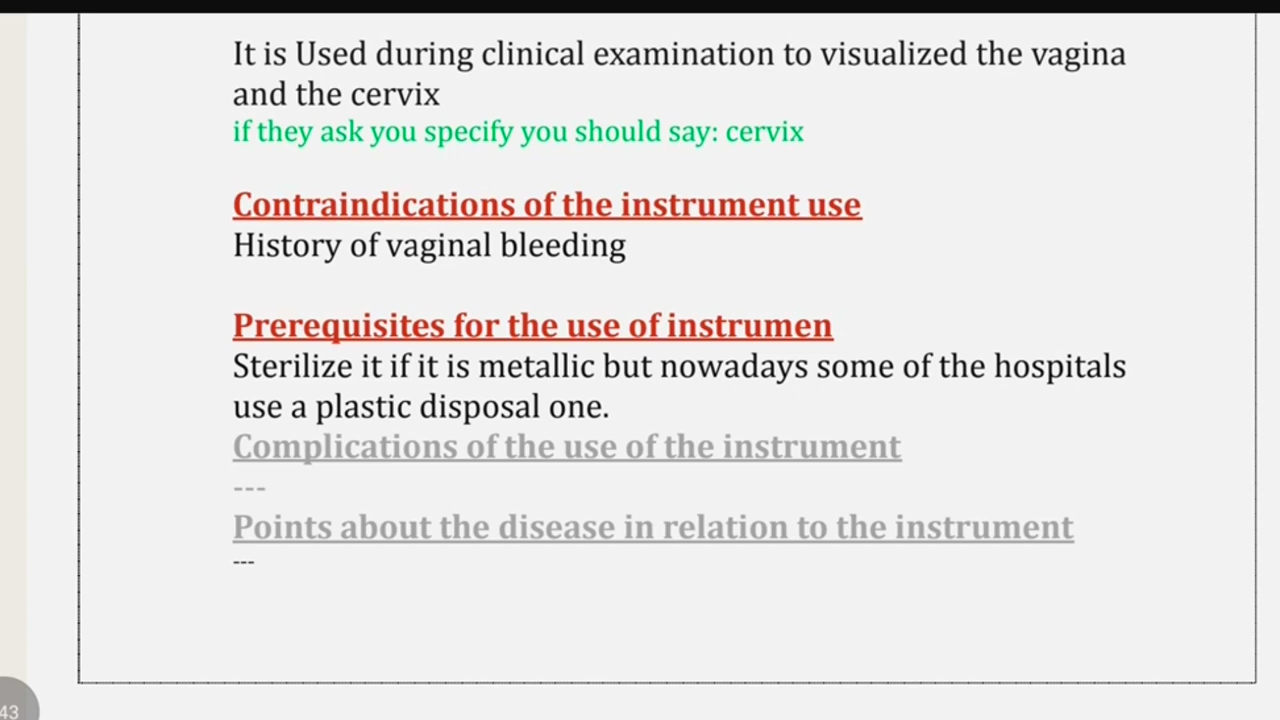 It is Used during clinical examination to visualized the vagina
and the cervix
if they ask you specify you should say: cervix
Contraindications of the instrument use
History of vaginal bleeding
Prerequisites for the use of instrumen
Sterilize it if it is metallic but nowadays some of the hospitals
use a plastic disposal one.
Complications of the use of the instrument
---
Points about the disease in relation to the instrument
---
43